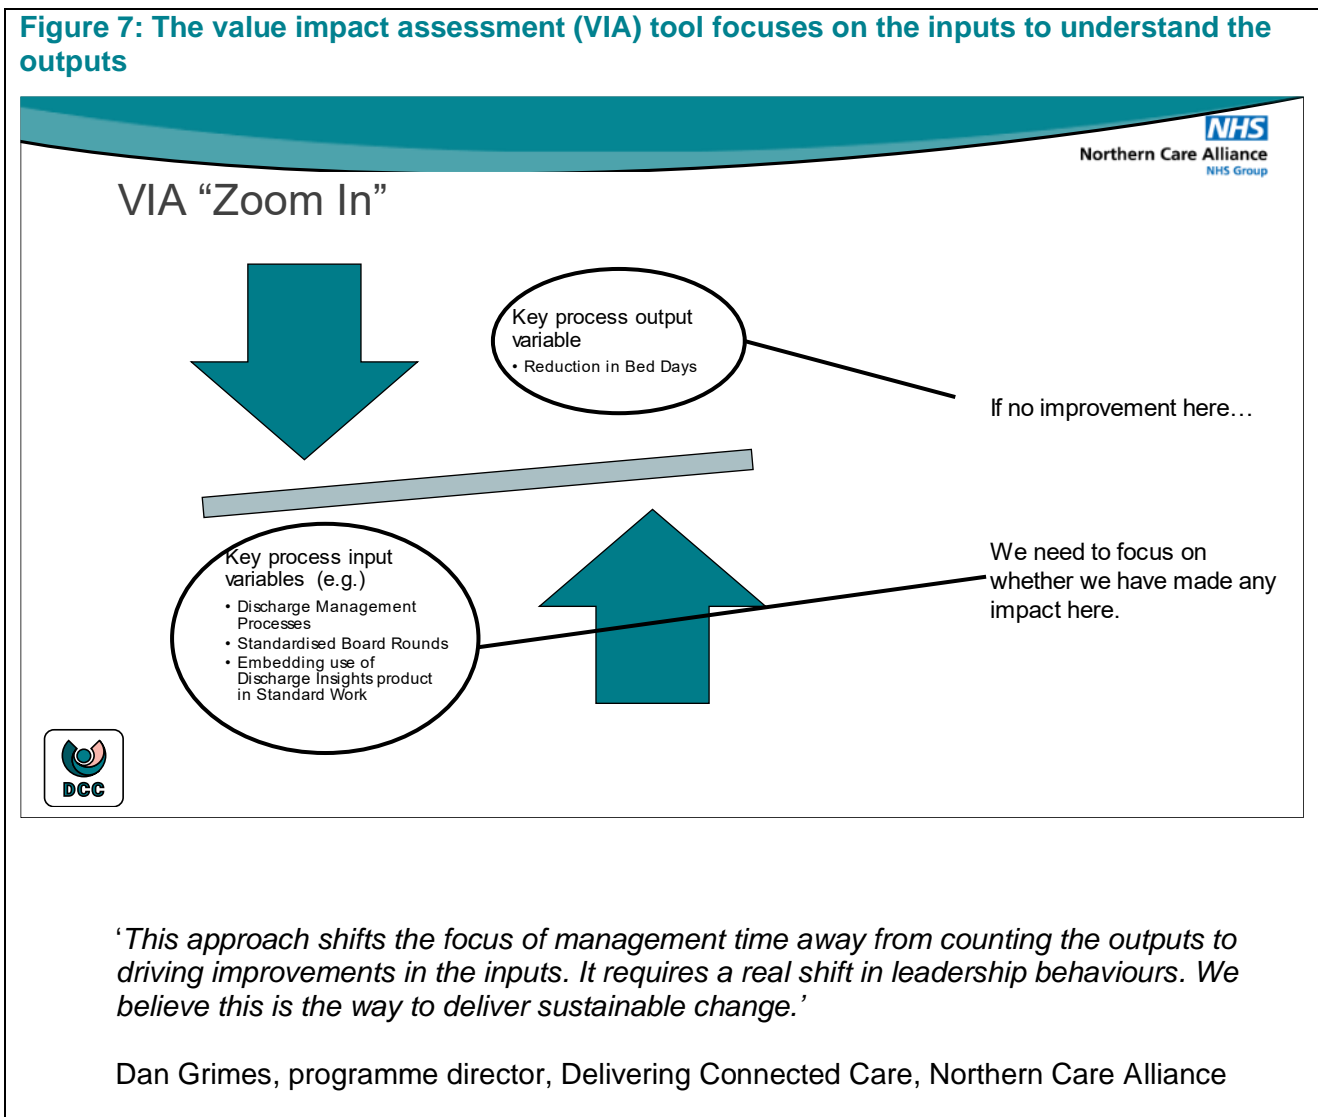 Figure 7: The value impact assessment (VIA) tool focuses on the inputs to understand the
outputs
NHS
Northern Care Alliance
NHS Group
VIA “Zoom In”
Key process output
variable
• Reduction in Bed Days
If no improvement here…
Key process input
variables (e.g.)
• Discharge Management
Processes
• Standardised Board Rounds
• Embedding use of
Discharge Insights product
in Standard Work
We need to focus on
whether we have made any
impact here.
DCC
‘This approach shifts the focus of management time away from counting the outputs to
driving improvements in the inputs. It requires a real shift in leadership behaviours. We
believe this is the way to deliver sustainable change.’
Dan Grimes, programme director, Delivering Connected Care, Northern Care Alliance